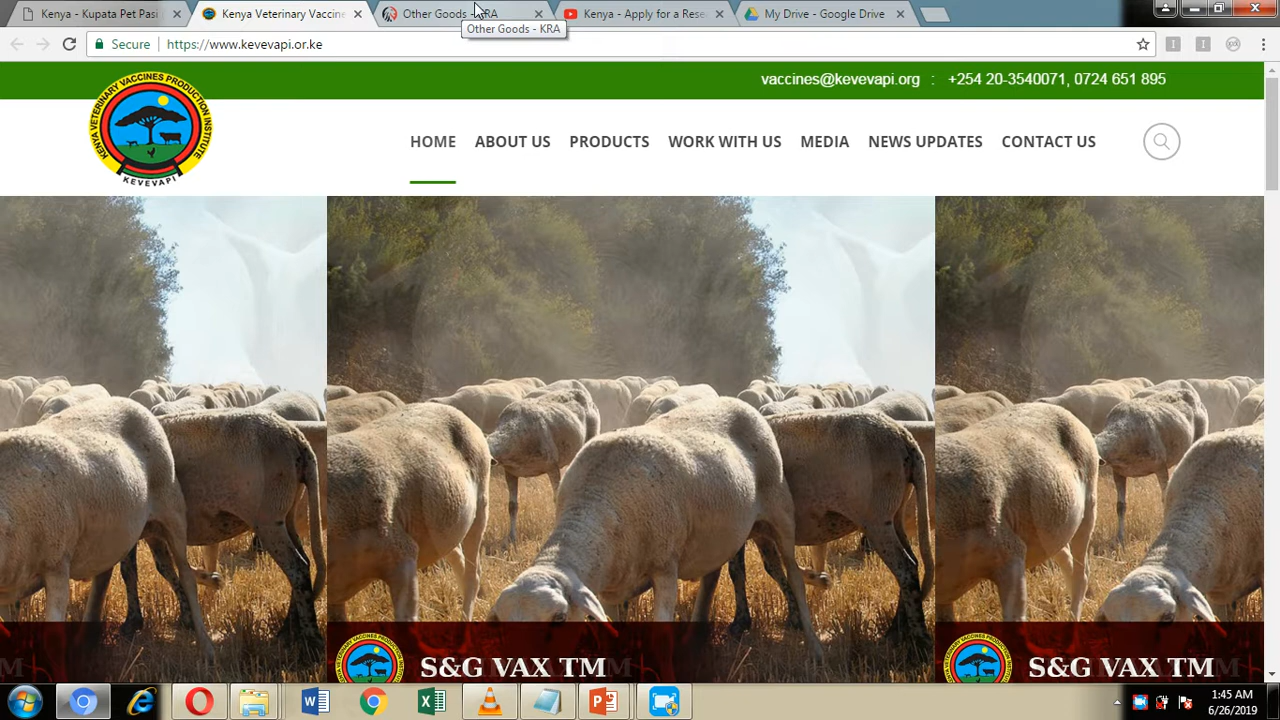 Kenya - Kupata Pet Pasi
Kenya Veterinary Vaccine
Other Goods - KRA
Kenya - Apply for a Rese
My Drive - Google Drive
Other Goods - KRA
Secure
https://www.kevevapi.or.ke
vaccines@kevevapi.org : +254 20-3540071, 0724 651 895
KENYA VETERINARY VACCINES PRODUCTION INSTITUTE
KEVEVAPI
HOME
ABOUT US
PRODUCTS
WORK WITH US
MEDIA
NEWS UPDATES
CONTACT US
M
S&G VAX TM
S&G VAX TM
1:45 AM
6/26/2019